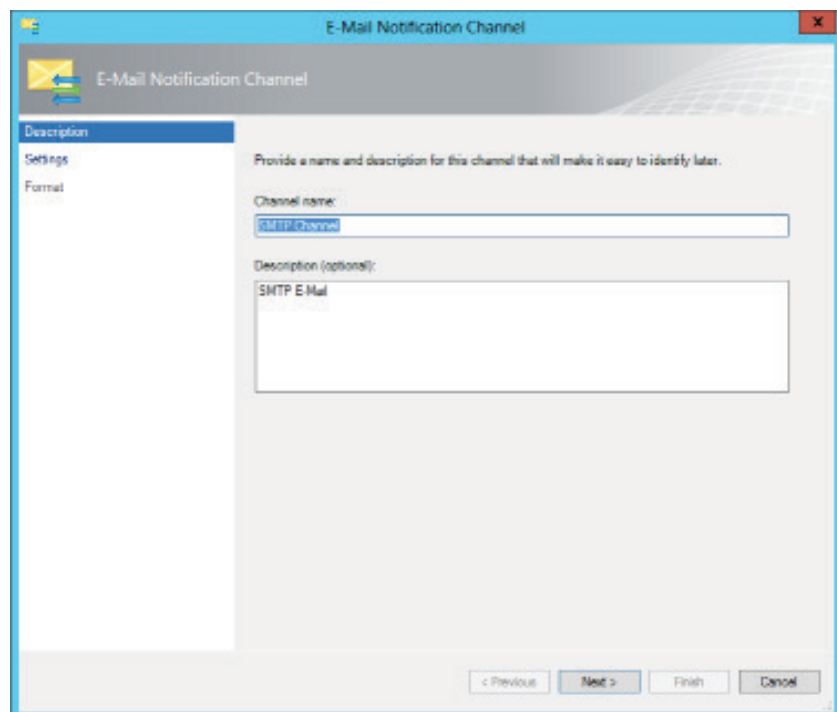 E-Mail Notification Channel
x
E-Mail Notification Channel
Description
Settings
Format
Provide a name and description for this channel that will make it easy to identify later.
Channel name:
SMTP Channel
Description (optional):
SMTP E-Mail
< Previous
Next >
Finish
Cancel